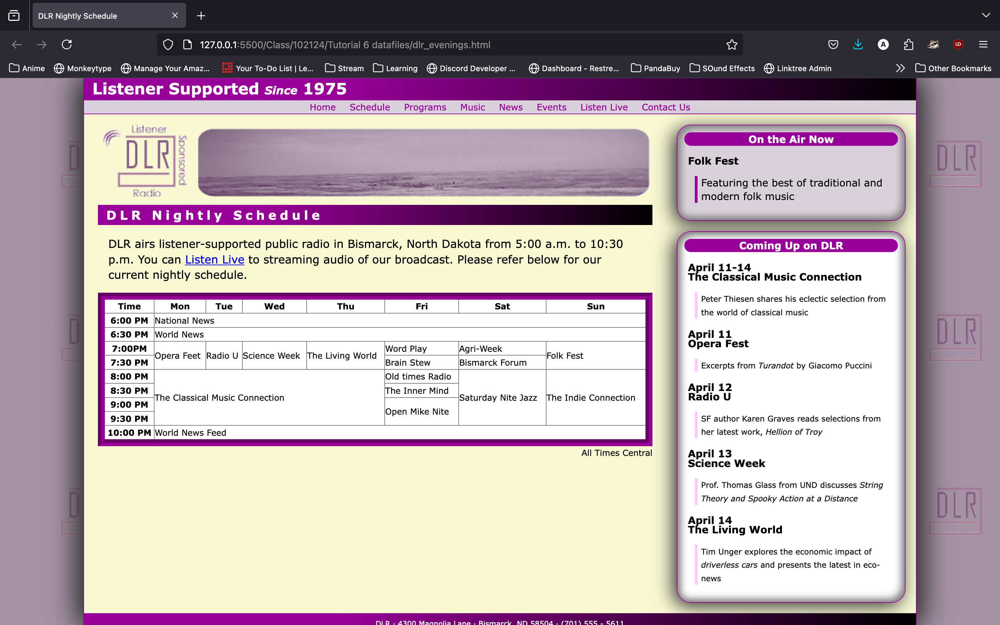 DLR Nightly Schedule
127.0.0.1:5500/Class/102124/Tutorial 6 datafiles/dlr_evenings.html
Anime Monkeytype Manage Your Amaz... Your To-Do List | Le... Stream Learning Discord Developer ... Dashboard - Restre... PandaBuy SOund Effects Linktree Admin Other Bookmarks
Listener Supported Since 1975
Home Schedule Programs Music News Events Listen Live Contact Us
Listener
DLR
Sponsored
Radio
DLR Nightly Schedule
DLR airs listener-supported public radio in Bismarck, North Dakota from 5:00 a.m. to 10:30
p.m. You can Listen Live to streaming audio of our broadcast. Please refer below for our
current nightly schedule.
Time Mon Tue Wed Thu Fri Sat Sun
6:00 PM National News
6:30 PM World News
7:00PM Opera Feet Radio U Science Week The Living World Word Play Agri-Week Folk Fest
7:30 PM Brain Stew Bismarck Forum
8:00 PM The Classical Music Connection Old times Radio Saturday Nite Jazz The Indie Connection
8:30 PM The Inner Mind
9:00 PM Open Mike Nite
9:30 PM
10:00 PM World News Feed
All Times Central
On the Air Now
Folk Fest
Featuring the best of traditional and
modern folk music
Coming Up on DLR
April 11-14
The Classical Music Connection
Peter Thiesen shares his eclectic selection from
the world of classical music
April 11
Opera Fest
Excerpts from Turandot by Giacomo Puccini
April 12
Radio U
SF author Karen Graves reads selections from
her latest work, Hellion of Troy
April 13
Science Week
Prof. Thomas Glass from UND discusses String
Theory and Spooky Action at a Distance
April 14
The Living World
Tim Unger explores the economic impact of
driverless cars and presents the latest in eco-
news
DLR
DLR
DLR
DLR · 4300 Magnolia Lane · Bismarck, ND 58504 · (701) 555 - 5611